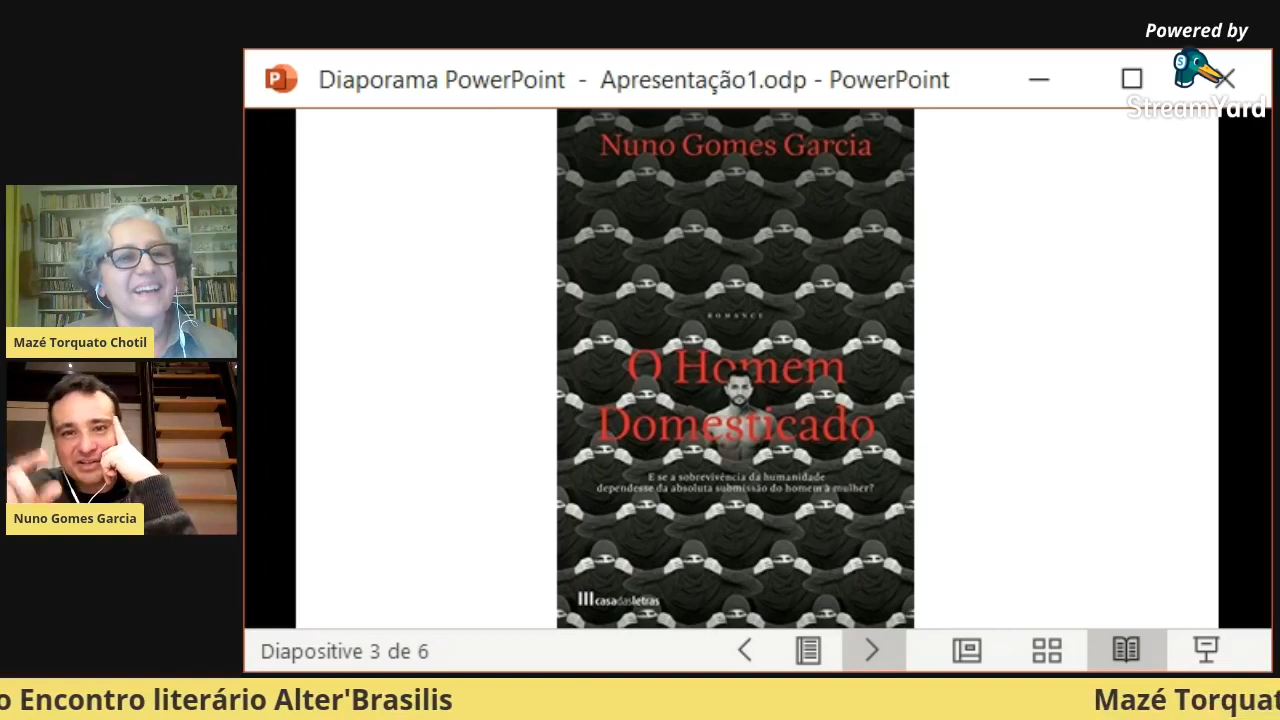 Powered by
StreamYard
Diaporama PowerPoint - Apresentação1.odp - PowerPoint
Nuno Gomes Garcia
ROMANCE
O Homem
Domesticado
E se a sobrevivência da humanidade
dependesse da absoluta submissão do homem à mulher?
casadasletras
Mazé Torquato Chotil
Nuno Gomes Garcia
Diapositive 3 de 6
o Encontro literário Alter'Brasilis
Mazé Torquat